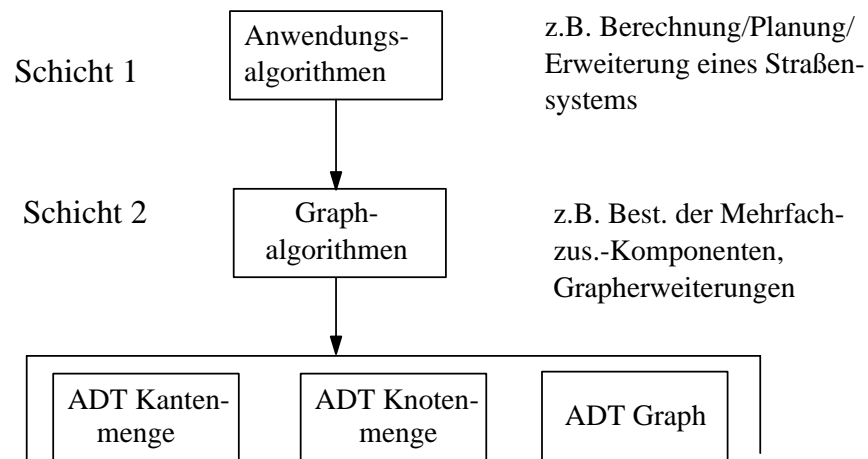 Schicht 1
Anwendungs-
algorithmen
z.B. Berechnung/Planung/
Erweiterung eines Straßen-
systems
Schicht 2
Graph-
algorithmen
z.B. Best. der Mehrfach-
zus.-Komponenten,
Grapherweiterungen
ADT Kanten-
menge
ADT Knoten-
menge
ADT Graph